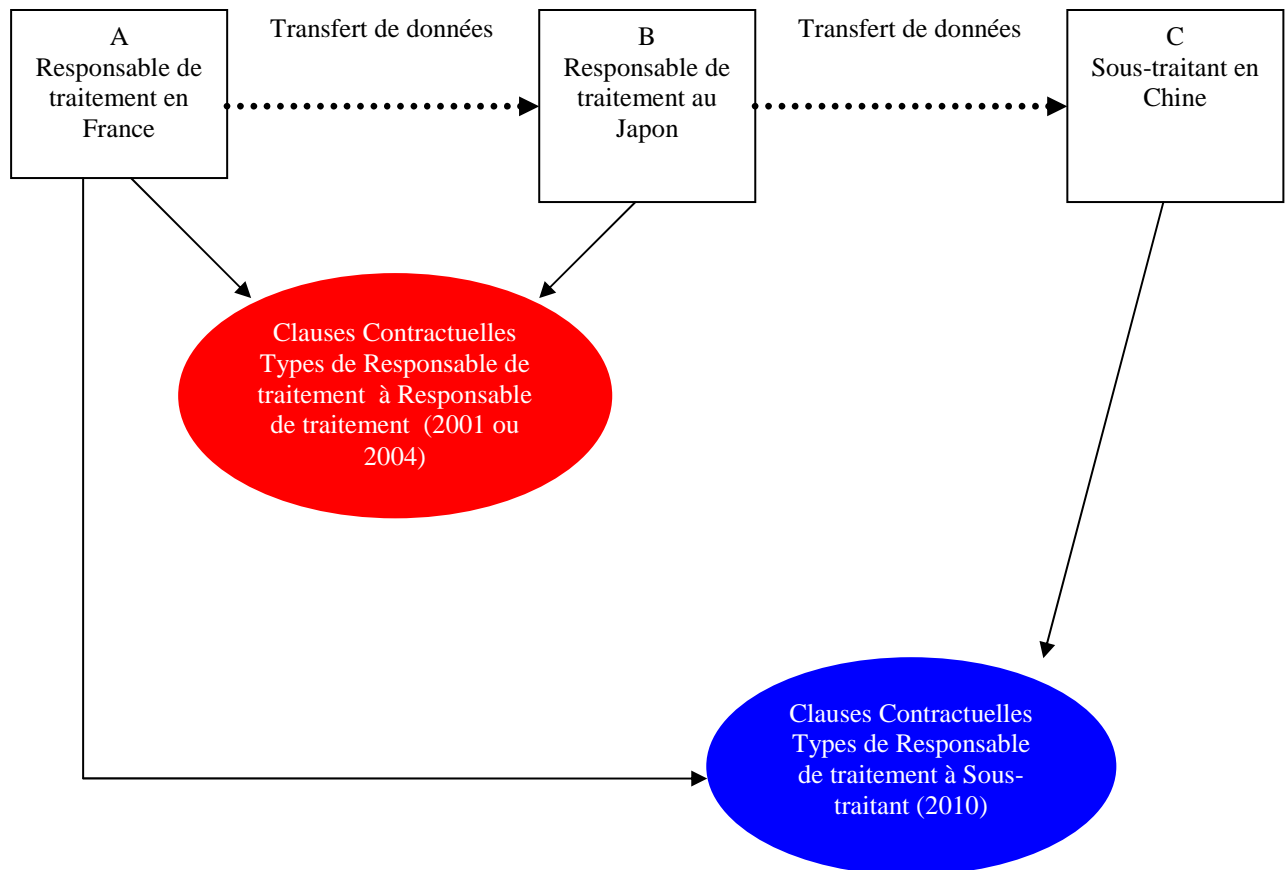 A
Responsable de
traitement en
France
Transfert de données
B
Responsable de
traitement au
Japon
Transfert de données
C
Sous-traitant en
Chine
Clauses Contractuelles
Types de Responsable de
traitement à Responsable
de traitement (2001 ou
2004)
Clauses Contractuelles
Types de Responsable
de traitement à Sous-
traitant (2010)